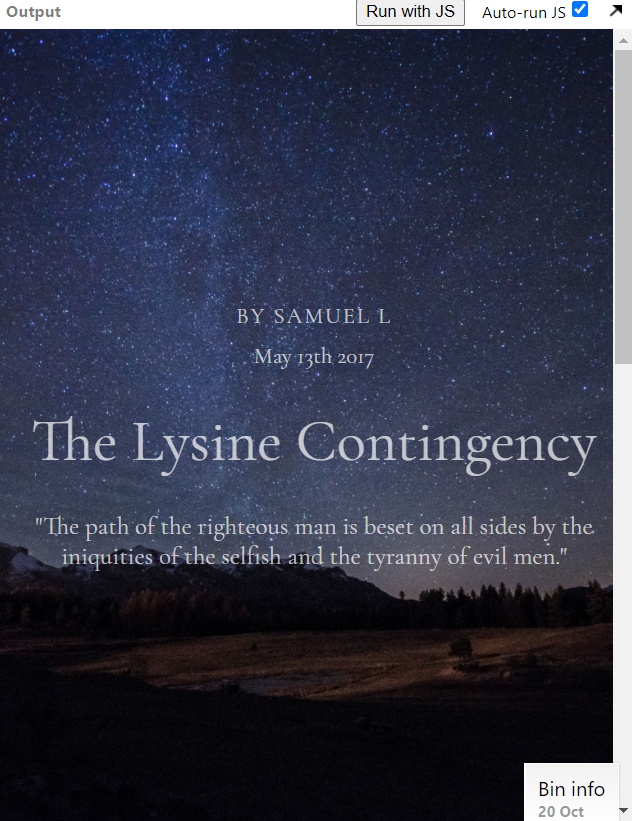 Output Run with JS Auto-run JS
BY SAMUEL L
May 13th 2017
The Lysine Contingency
"The path of the righteous man is beset on all sides by the
iniquities of the selfish and the tyranny of evil men."
Bin info
20 Oct